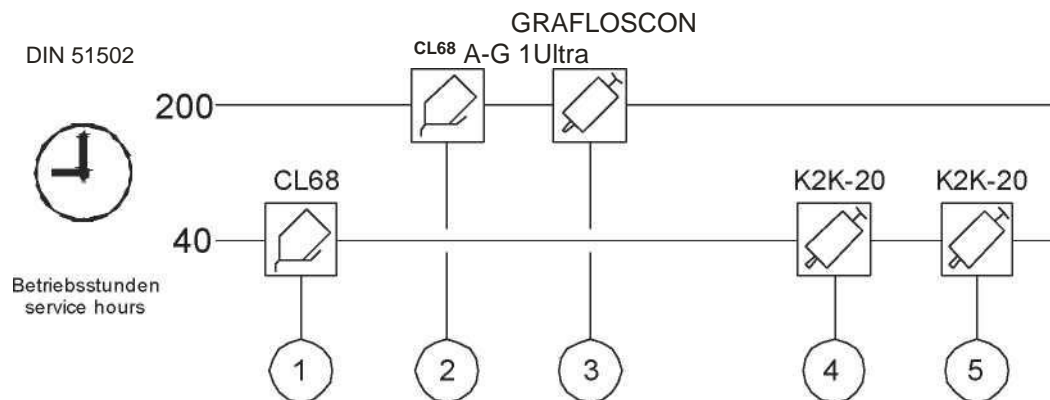 GRAFLOSCON
DIN 51502
CL68 A-G 1Ultra
200
CL68
K2K-20
K2K-20
40
Betriebsstunden
service hours
1
2
3
4
5